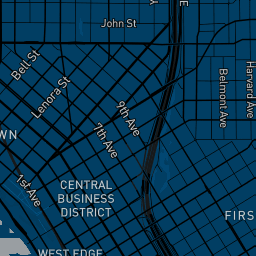 John St
Bell St
Lenora St
9th Ave
7th Ave
1st Ave
Belmont Ave
Harvard Ave
E
OWN
CENTRAL
BUSINESS
DISTRICT
FIRS
WEST EDGE